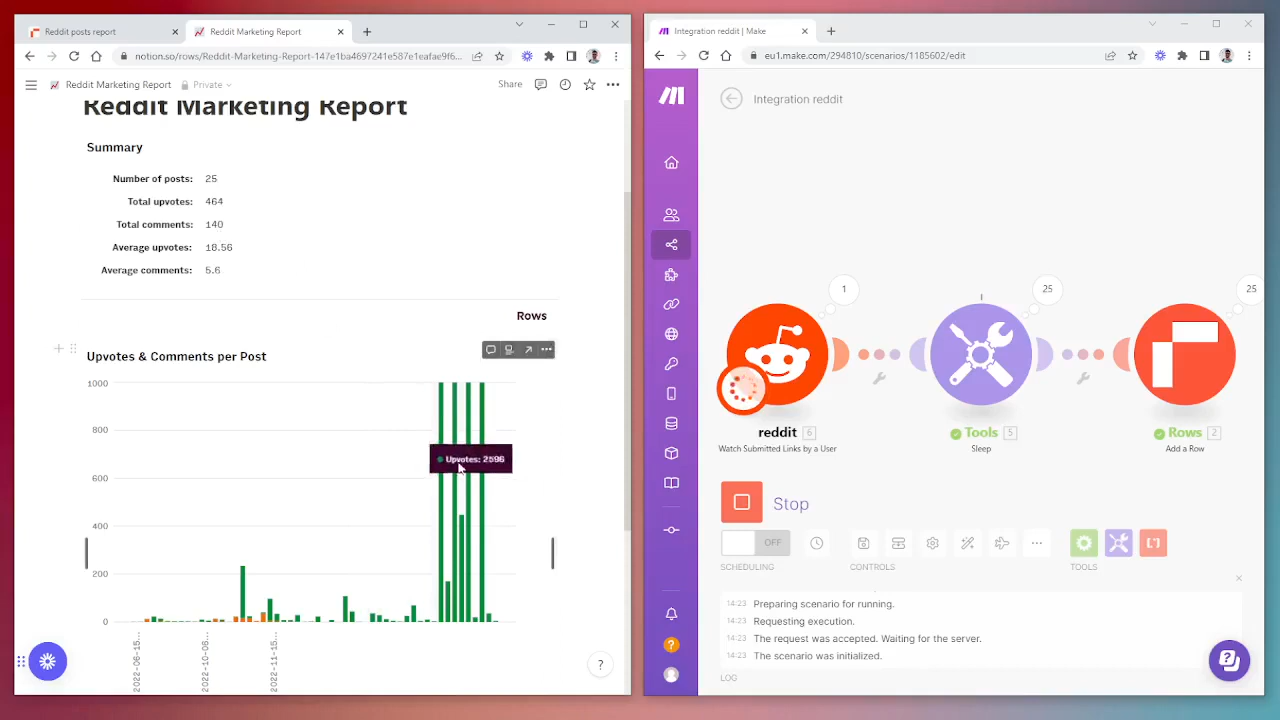 Reddit posts report
Reddit Marketing Report
notion.so/rows/Reddit-Marketing-Report-147e1ba4697241e587e1eafae9f6...
Reddit Marketing Report
Private
Share
Reddit Marketing Report
Summary
Number of posts: 25
Total upvotes: 464
Total comments: 140
Average upvotes: 18.56
Average comments: 5.6
Rows
Upvotes & Comments per Post
1000
800
Upvotes: 2596
600
400
200
0
2022-06-15...
2022-10-06...
2022-11-15...
?
Integration reddit | Make
eu1.make.com/294810/scenarios/1185602/edit
Integration reddit
1
25
25
reddit 6
Watch Submitted Links by a User
Tools 5
Sleep
Rows 2
Add a Row
Stop
OFF
SCHEDULING
CONTROLS
TOOLS
14:23 Preparing scenario for running.
14:23 Requesting execution.
14:23 The request was accepted. Waiting for the server.
14:23 The scenario was initialized.
LOG
?
?